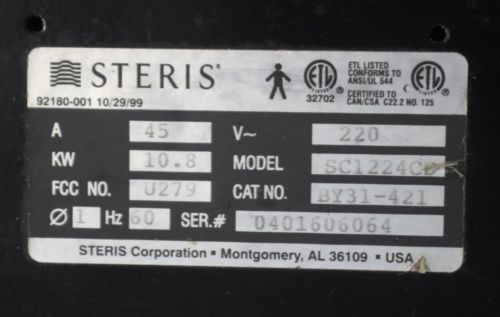 STERIS®
ETL LISTED
CONFORMS TO
ANSI/UL 544
CERTIFIED TO
CAN/CSA C22.2 NO. 125
ETL LISTED
32702
92180-001 10/29/99
A 45 V~ 220
KW 10.8 MODEL
FCC NO. U279 CAT NO. BY31-421
Ø 1 Hz 60 SER.# 0401606064
STERIS Corporation • Montgomery, AL 36109 • USA